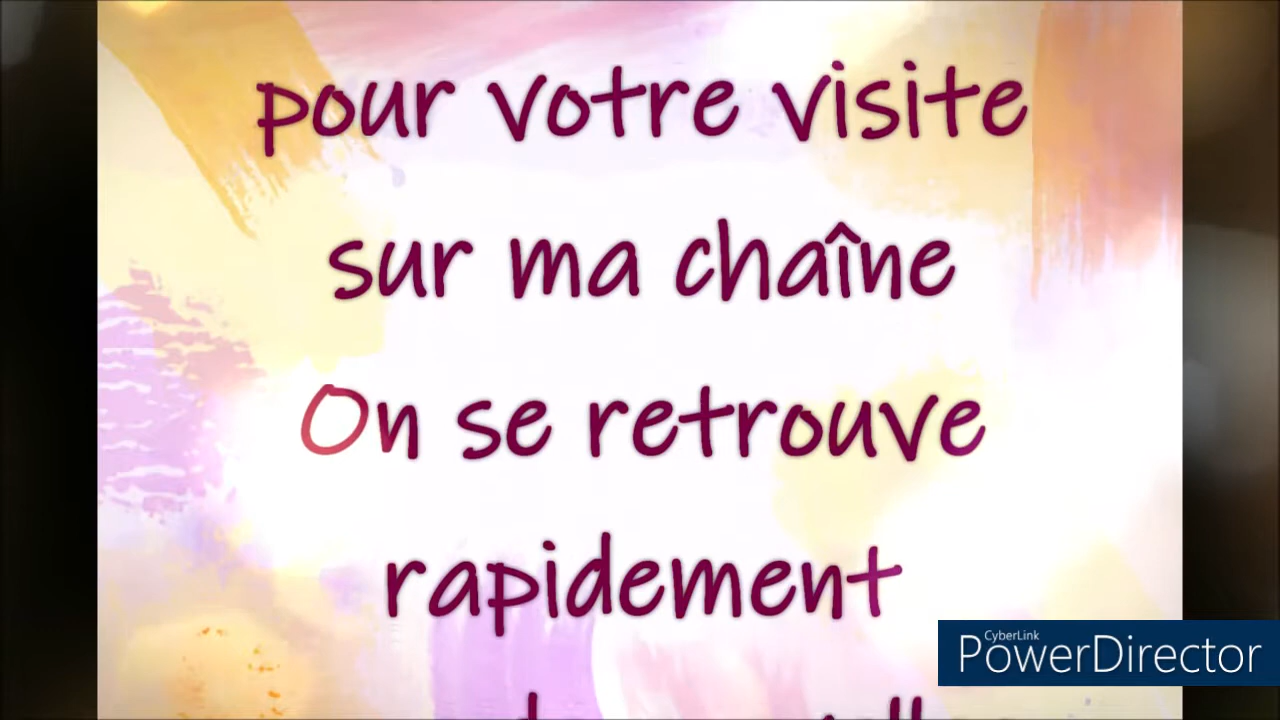 pour votre visite
sur ma chaîne
On se retrouve
rapidement
CyberLink
PowerDirector